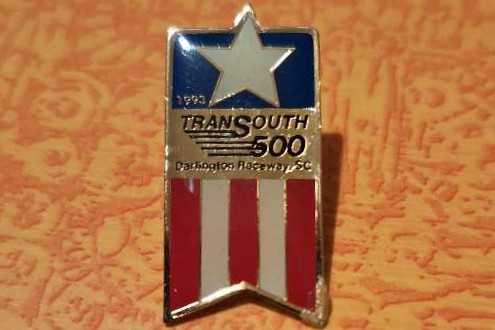 1993
TRANSOUTH
500
Darlington Raceway, SC